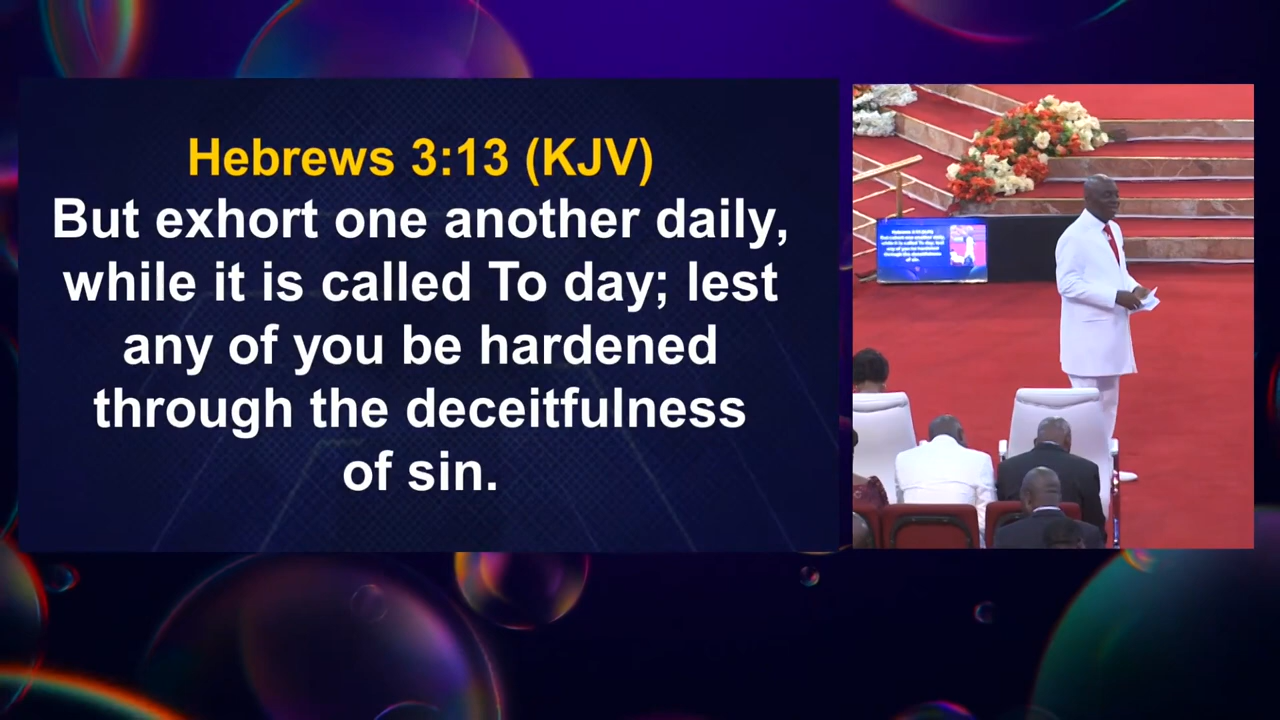 Hebrews 3:13 (KJV)
But exhort one another daily,
while it is called To day; lest
any of you be hardened
through the deceitfulness
of sin.